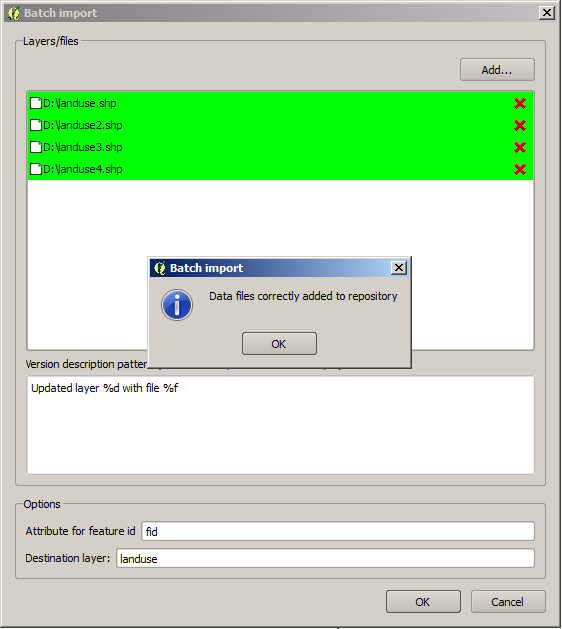 Batch import
Layers/files
Add...
D:\landuse.shp
D:\landuse2.shp
D:\landuse3.shp
D:\landuse4.shp
Batch import
Data files correctly added to repository
OK
Version description pattern
Updated layer %d with file %f
Options
Attribute for feature id fid
Destination layer: landuse
OK Cancel